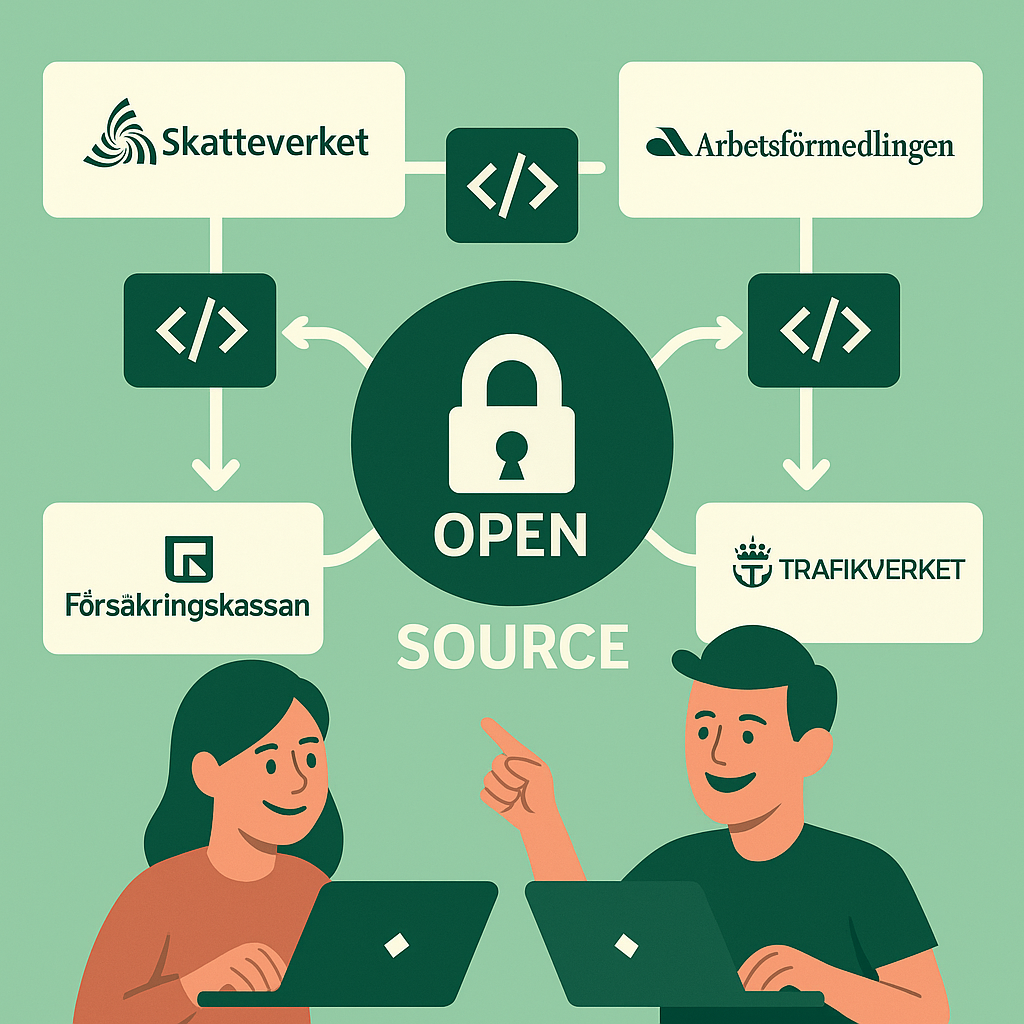 Skatteverket
Arbetsförmedlingen
</>
</>
</>
OPEN
SOURCE
Försäkringskassan
TRAFIKVERKET